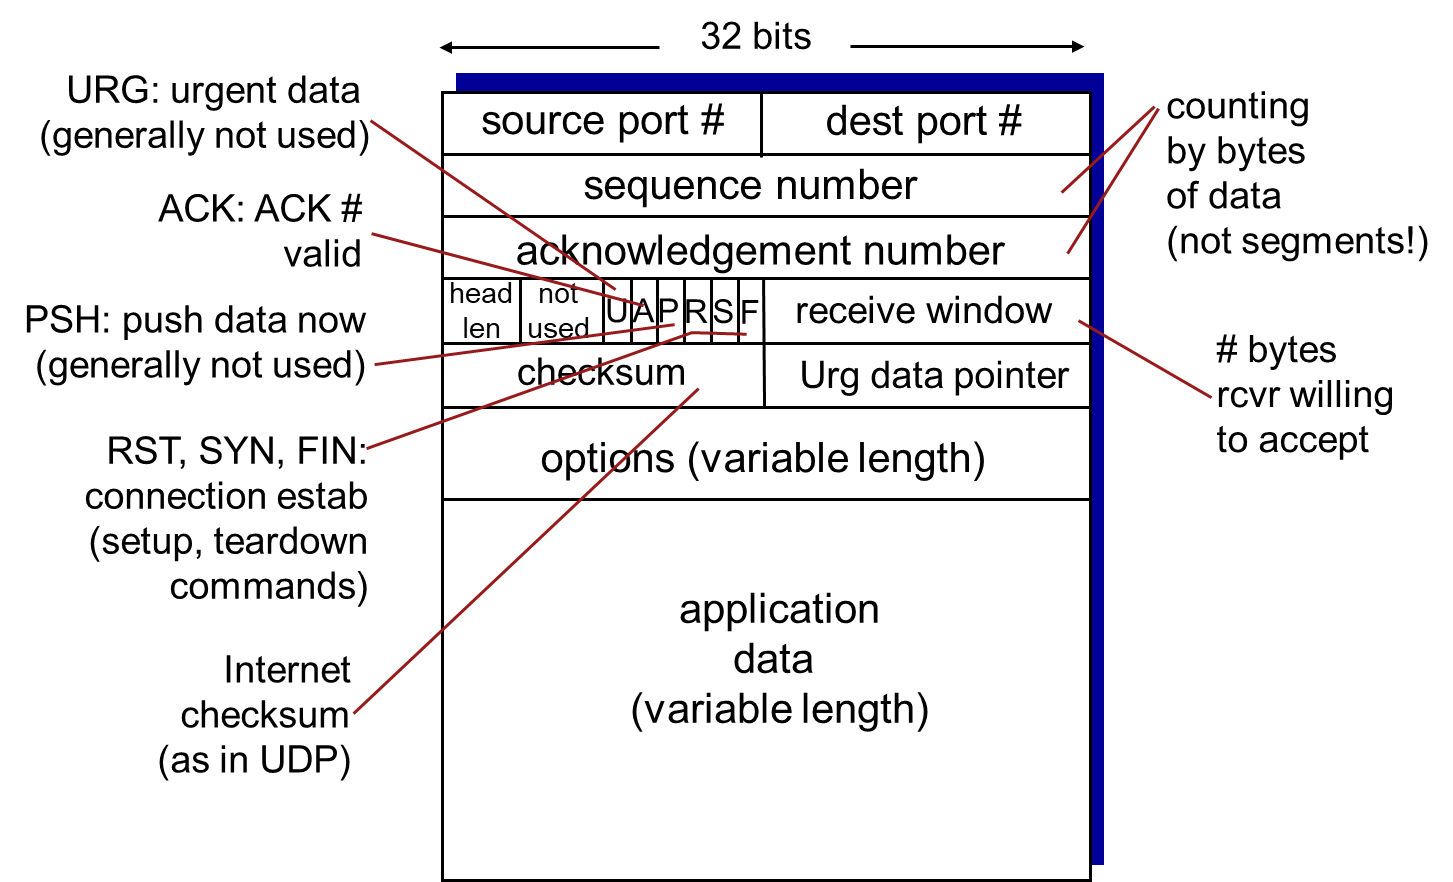 32 bits
URG: urgent data
(generally not used)
ACK: ACK #
valid
PSH: push data now
(generally not used)
RST, SYN, FIN:
connection estab
(setup, teardown
commands)
Internet
checksum
(as in UDP)
source port #
dest port #
sequence number
acknowledgement number
head
len
not
used
U
A
P
R
S
F
receive window
checksum
Urg data pointer
options (variable length)
application
data
(variable length)
counting
by bytes
of data
(not segments!)
# bytes
rcvr willing
to accept